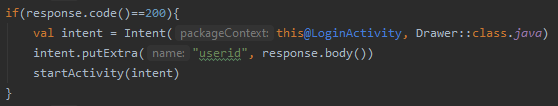 if(response.code()==200){
val intent = Intent( packageContext: this@LoginActivity, Drawer::class.java)
intent.putExtra( name: "userid", response.body())
startActivity(intent)
}